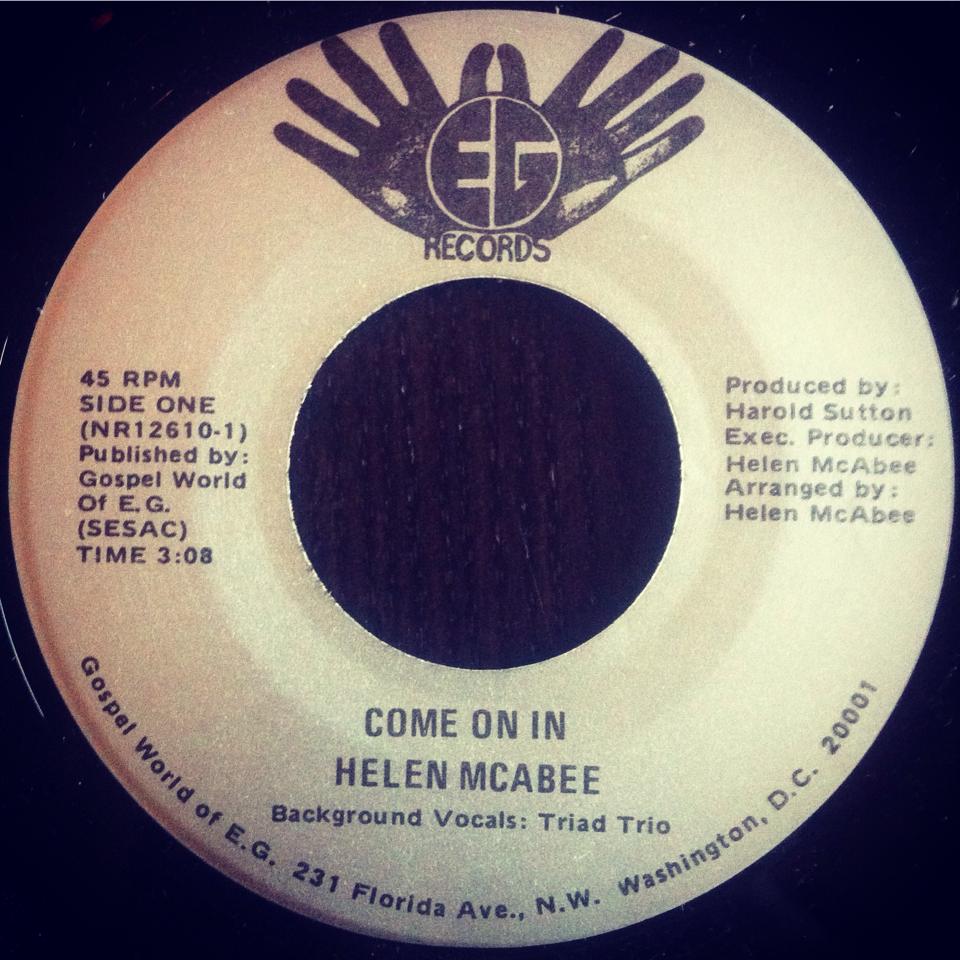 EG
RECORDS
45 RPM
SIDE ONE
(NR12610-1)
Published by:
Gospel World
Of E.G.
(SESAC)
TIME 3:08
Produced by:
Harold Sutton
Exec. Producer:
Helen McAbee
Arranged by:
Helen McAbee
COME ON IN
HELEN MCABEE
Background Vocals: Triad Trio
Gospel World of E.G. 231 Florida Ave., N.W. Washington, D.C. 20001